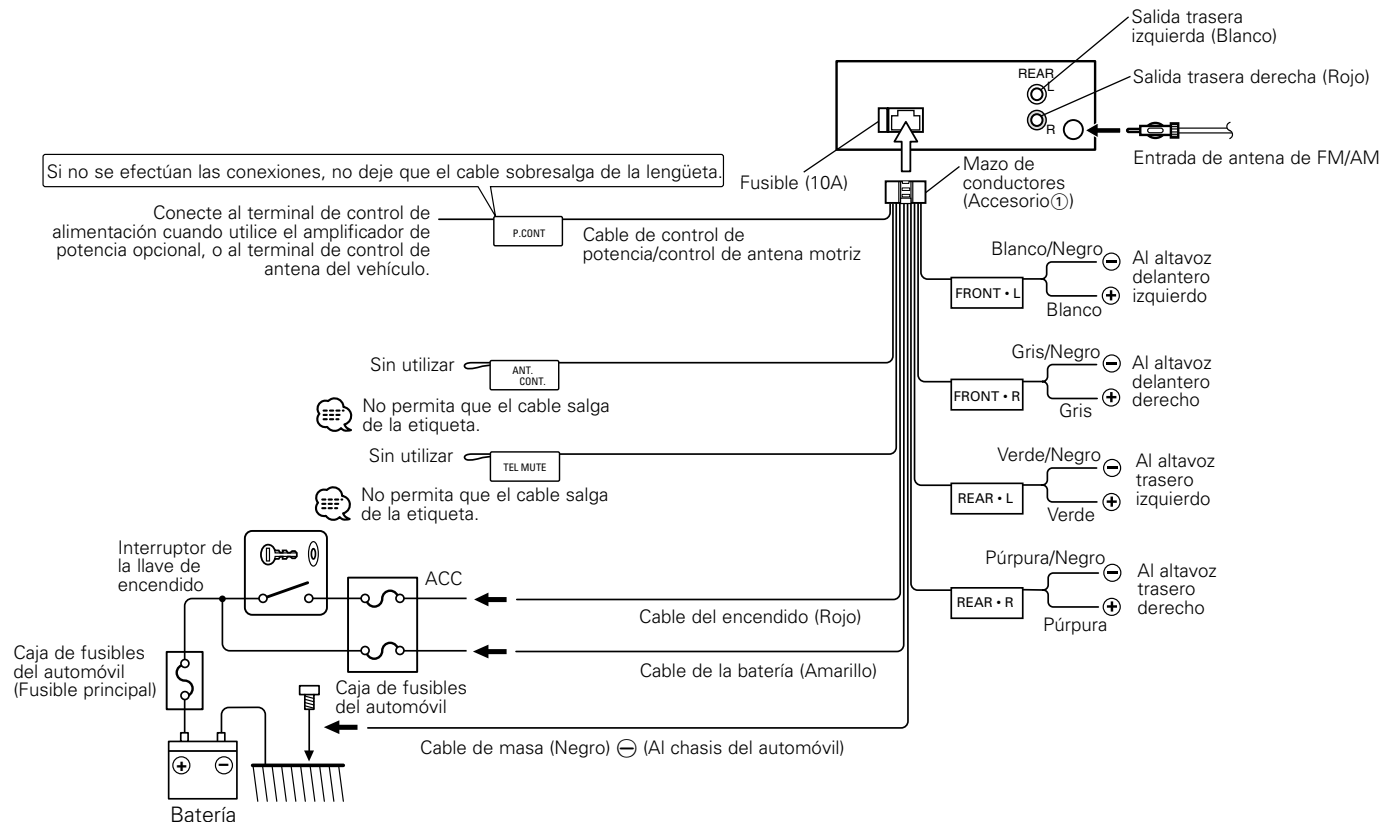 Salida trasera
izquierda (Blanco)
REAR
L
Salida trasera derecha (Rojo)
R
Entrada de antena de FM/AM
Fusible (10A)
Mazo de
conductores
(Accesorio①)
Si no se efectúan las conexiones, no deje que el cable sobresalga de la lengüeta.
Conecte al terminal de control de
alimentación cuando utilice el amplificador de
potencia opcional, o al terminal de control de
antena del vehículo.
P.CONT
Cable de control de
potencia/control de antena motriz
Blanco/Negro
⊖
Al altavoz
delantero
izquierdo
FRONT • L
⊕
Blanco
Gris/Negro
⊖
Al altavoz
delantero
derecho
FRONT • R
⊕
Gris
Sin utilizar
ANT.
CONT.
No permita que el cable salga
de la etiqueta.
Sin utilizar
TEL MUTE
No permita que el cable salga
de la etiqueta.
Verde/Negro
⊖
Al altavoz
trasero
izquierdo
REAR • L
⊕
Verde
Púrpura/Negro
⊖
Al altavoz
trasero
derecho
REAR • R
⊕
Púrpura
Interruptor de
la llave de
encendido
ACC
Cable del encendido (Rojo)
Cable de la batería (Amarillo)
Caja de fusibles
del automóvil
(Fusible principal)
Caja de fusibles
del automóvil
Cable de masa (Negro) ⊖ (Al chasis del automóvil)
⊕ ⊖
Batería